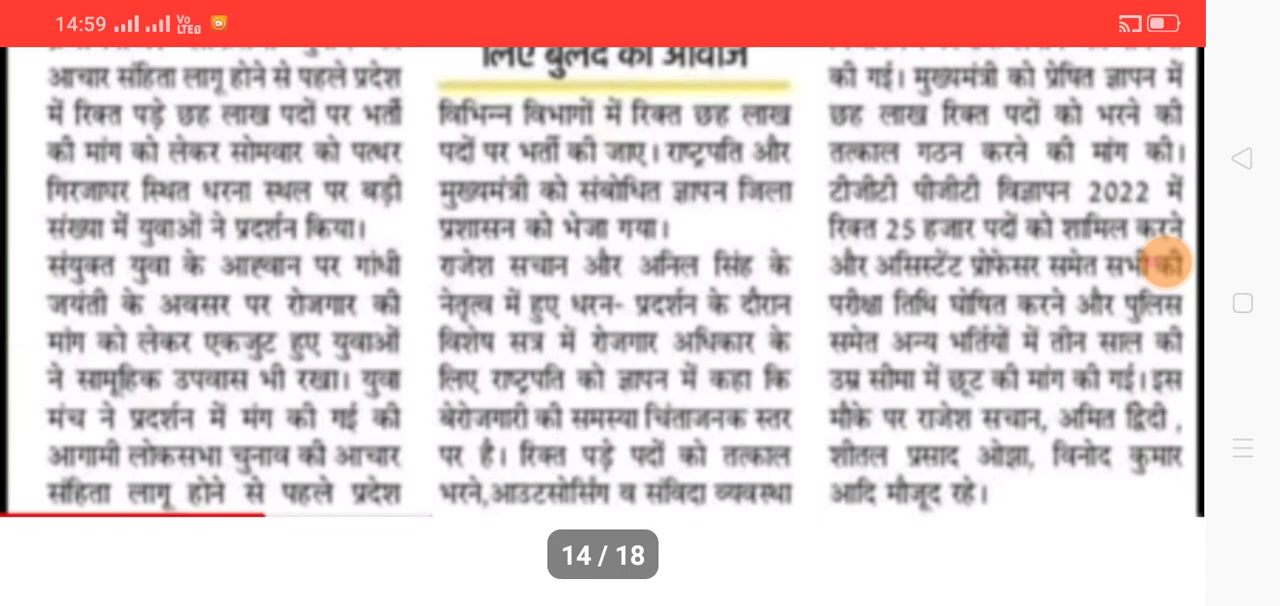 14:59
Vo
LTE
आचार संहिता लागू होने से पहले प्रदेश
में रिक्त पड़े छह लाख पदों पर भर्ती
की मांग को लेकर सोमवार को पत्थर
गिरजाघर स्थित धरना स्थल पर बड़ी
संख्या में युवाओं ने प्रदर्शन किया।
संयुक्त युवा के आह्वान पर गांधी
जयंती के अवसर पर रोजगार की
मांग को लेकर एकजुट हुए युवाओं
ने सामूहिक उपवास भी रखा। युवा
मंच ने प्रदर्शन में मंग की गई की
आगामी लोकसभा चुनाव की आचार
संहिता लागू होने से पहले प्रदेश
लिए बुलंद की आवाज
विभिन्न विभागों में रिक्त छह लाख
पदों पर भर्ती की जाए। राष्ट्रपति और
मुख्यमंत्री को संबोधित ज्ञापन जिला
प्रशासन को भेजा गया।
राजेश सचान और अनिल सिंह के
नेतृत्व में हुए धरन- प्रदर्शन के दौरान
विशेष सत्र में रोजगार अधिकार के
लिए राष्ट्रपति को ज्ञापन में कहा कि
बेरोजगारी की समस्या चिंताजनक स्तर
पर है। रिक्त पड़े पदों को तत्काल
भरने,आउटसोर्सिंग व संविदा व्यवस्था
की गई। मुख्यमंत्री को प्रेषित ज्ञापन में
छह लाख रिक्त पदों को भरने की
तत्काल गठन करने की मांग की।
टीजीटी पीजीटी विज्ञापन 2022 में
रिक्त 25 हजार पदों को शामिल करने
और असिस्टेंट प्रोफेसर समेत सभी की
परीक्षा तिथि घोषित करने और पुलिस
समेत अन्य भर्तियों में तीन साल की
उम्र सीमा में छूट की मांग की गई।इस
मौके पर राजेश सचान, अमित द्विदी ,
शीतल प्रसाद ओझा, विनोद कुमार
आदि मौजूद रहे।
14 / 18